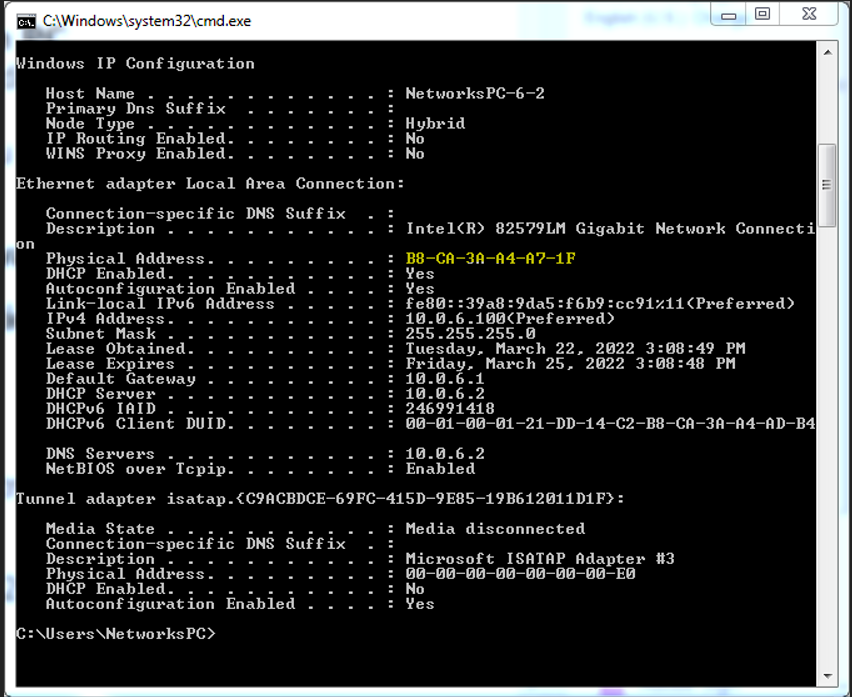 C:\Windows\system32\cmd.exe
Windows IP Configuration
Host Name . . . . . . . . . . . . : NetworksPC-6-2
Primary Dns Suffix . . . . . . . :
Node Type . . . . . . . . . . . . : Hybrid
IP Routing Enabled. . . . . . . . : No
WINS Proxy Enabled. . . . . . . . : No
Ethernet adapter Local Area Connection:
Connection-specific DNS Suffix . :
Description . . . . . . . . . . . : Intel(R) 82579LM Gigabit Network Connecti
on
Physical Address. . . . . . . . . : B8-CA-3A-A4-A7-1F
DHCP Enabled. . . . . . . . . . . : Yes
Autoconfiguration Enabled . . . . : Yes
Link-local IPv6 Address . . . . . : fe80::39a8:9da5:f6b9:cc91%11(Preferred)
IPv4 Address. . . . . . . . . . . : 10.0.6.100(Preferred)
Subnet Mask . . . . . . . . . . . : 255.255.255.0
Lease Obtained. . . . . . . . . . : Tuesday, March 22, 2022 3:08:49 PM
Lease Expires . . . . . . . . . . : Friday, March 25, 2022 3:08:48 PM
Default Gateway . . . . . . . . . : 10.0.6.1
DHCP Server . . . . . . . . . . . : 10.0.6.2
DHCPv6 IAID . . . . . . . . . . . : 246991418
DHCPv6 Client DUID. . . . . . . . : 00-01-00-01-21-DD-14-C2-B8-CA-3A-A4-AD-B4
DNS Servers . . . . . . . . . . . : 10.0.6.2
NetBIOS over Tcpip. . . . . . . . : Enabled
Tunnel adapter isatap.{C9ACBDCE-69FC-415D-9E85-19B612011D1F}:
Media State . . . . . . . . . . . : Media disconnected
Connection-specific DNS Suffix . :
Description . . . . . . . . . . . : Microsoft ISATAP Adapter #3
Physical Address. . . . . . . . . : 00-00-00-00-00-00-00-E0
DHCP Enabled. . . . . . . . . . . : No
Autoconfiguration Enabled . . . . : Yes
C:\Users\NetworksPC>